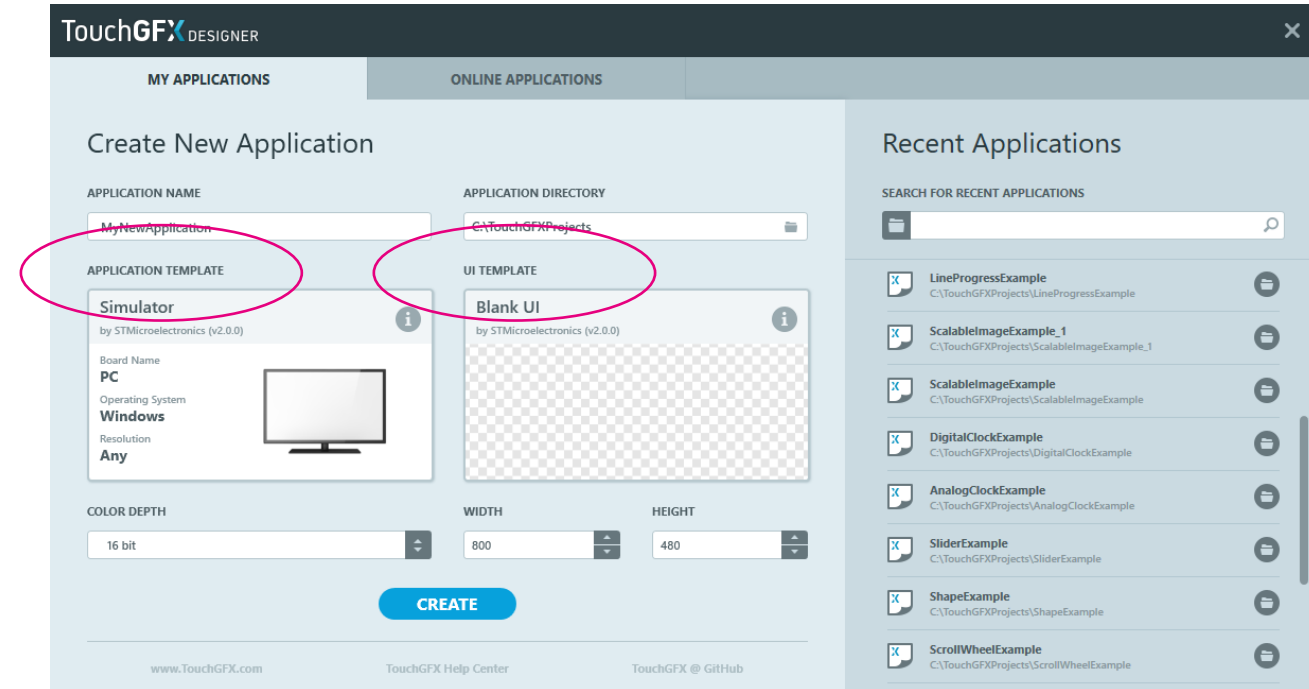 TouchGFX DESIGNER
MY APPLICATIONS
ONLINE APPLICATIONS
Create New Application
APPLICATION NAME
MyNewApplication
APPLICATION DIRECTORY
C:\TouchGFXProjects
APPLICATION TEMPLATE
Simulator
by STMicroelectronics (v2.0.0)
Board Name
PC
Operating System
Windows
Resolution
Any
UI TEMPLATE
Blank UI
by STMicroelectronics (v2.0.0)
COLOR DEPTH
16 bit
WIDTH
800
HEIGHT
480
CREATE
www.TouchGFX.com
TouchGFX Help Center
TouchGFX @ GitHub
Recent Applications
SEARCH FOR RECENT APPLICATIONS
LineProgressExample
C:\TouchGFXProjects\LineProgressExample
ScalableImageExample_1
C:\TouchGFXProjects\ScalableImageExample_1
ScalableImageExample
C:\TouchGFXProjects\ScalableImageExample
DigitalClockExample
C:\TouchGFXProjects\DigitalClockExample
AnalogClockExample
C:\TouchGFXProjects\AnalogClockExample
SliderExample
C:\TouchGFXProjects\SliderExample
ShapeExample
C:\TouchGFXProjects\ShapeExample
ScrollWheelExample
C:\TouchGFXProjects\ScrollWheelExample